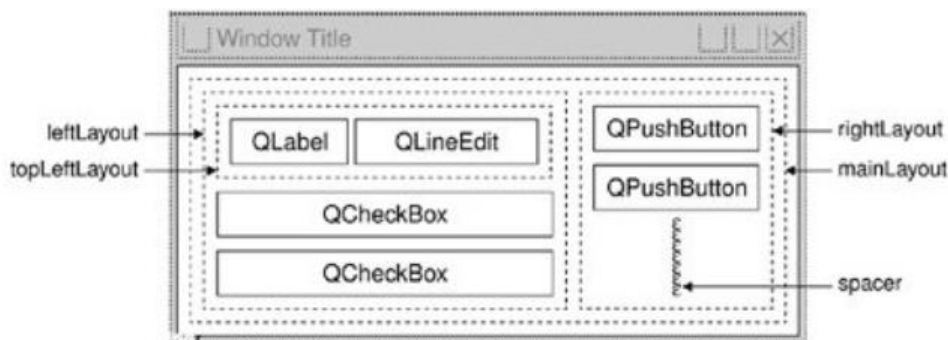 Window Title
leftLayout
topLeftLayout
QLabel
QLineEdit
QCheckBox
QCheckBox
QPushButton
QPushButton
rightLayout
mainLayout
spacer